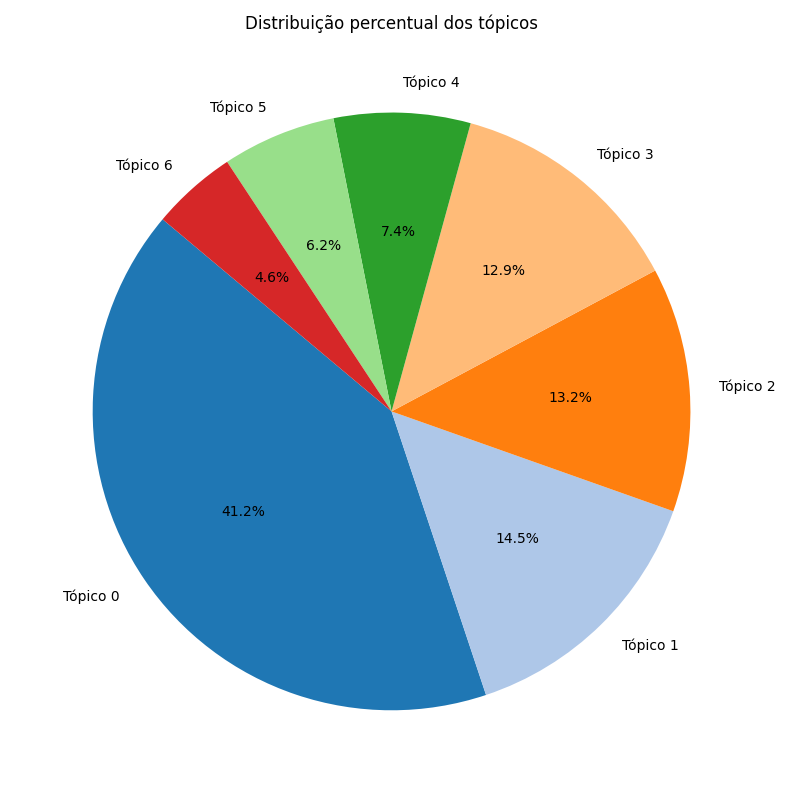 Distribuição percentual dos tópicos
Tópico 4
Tópico 5
Tópico 3
Tópico 6
7.4%
6.2%
12.9%
4.6%
Tópico 2
13.2%
41.2%
14.5%
Tópico 0
Tópico 1